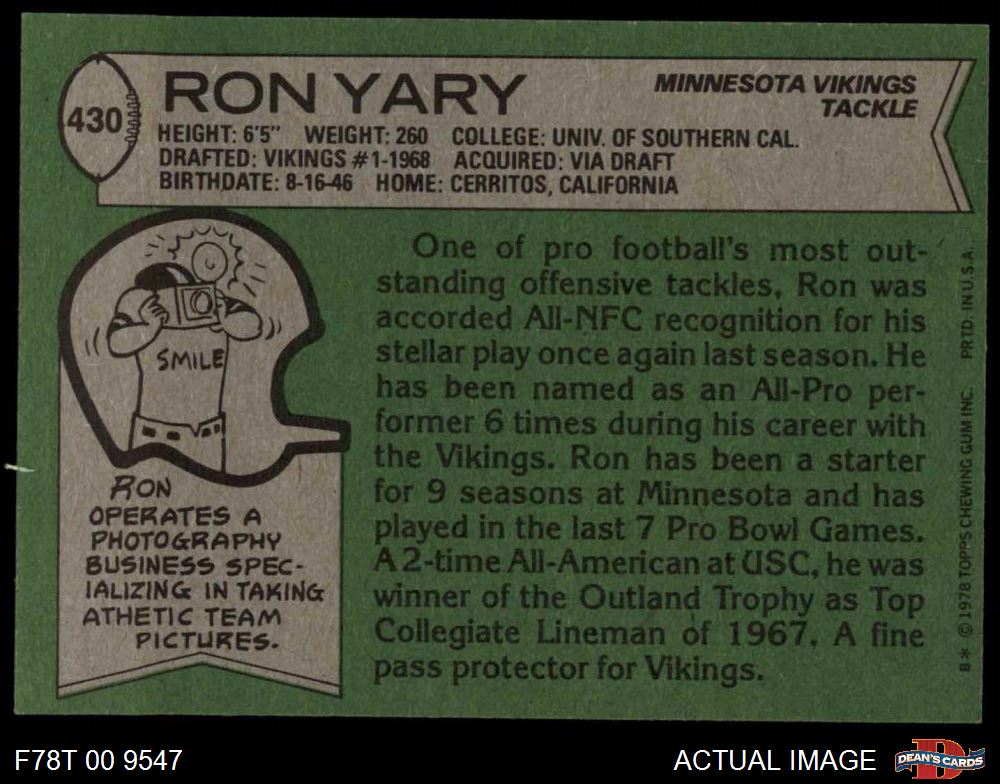 430
RON YARY
MINNESOTA VIKINGS
TACKLE
HEIGHT: 6'5" WEIGHT: 260 COLLEGE: UNIV. OF SOUTHERN CAL.
DRAFTED: VIKINGS #1-1968 ACQUIRED: VIA DRAFT
BIRTHDATE: 8-16-46 HOME: CERRITOS, CALIFORNIA
SMILE
RON
OPERATES A
PHOTOGRAPHY
BUSINESS SPEC-
IALIZING IN TAKING
ATHETIC TEAM
PICTURES.
One of pro football's most out-
standing offensive tackles, Ron was
accorded All-NFC recognition for his
stellar play once again last season. He
has been named as an All-Pro per-
former 6 times during his career with
the Vikings. Ron has been a starter
for 9 seasons at Minnesota and has
played in the last 7 Pro Bowl Games.
A 2-time All-American at USC, he was
winner of the Outland Trophy as Top
Collegiate Lineman of 1967. A fine
pass protector for Vikings.
B* © 1978 TOPPS CHEWING GUM INC. PRTD. IN U.S.A.
F78T 00 9547
ACTUAL IMAGE
D
DEAN'S CARDS